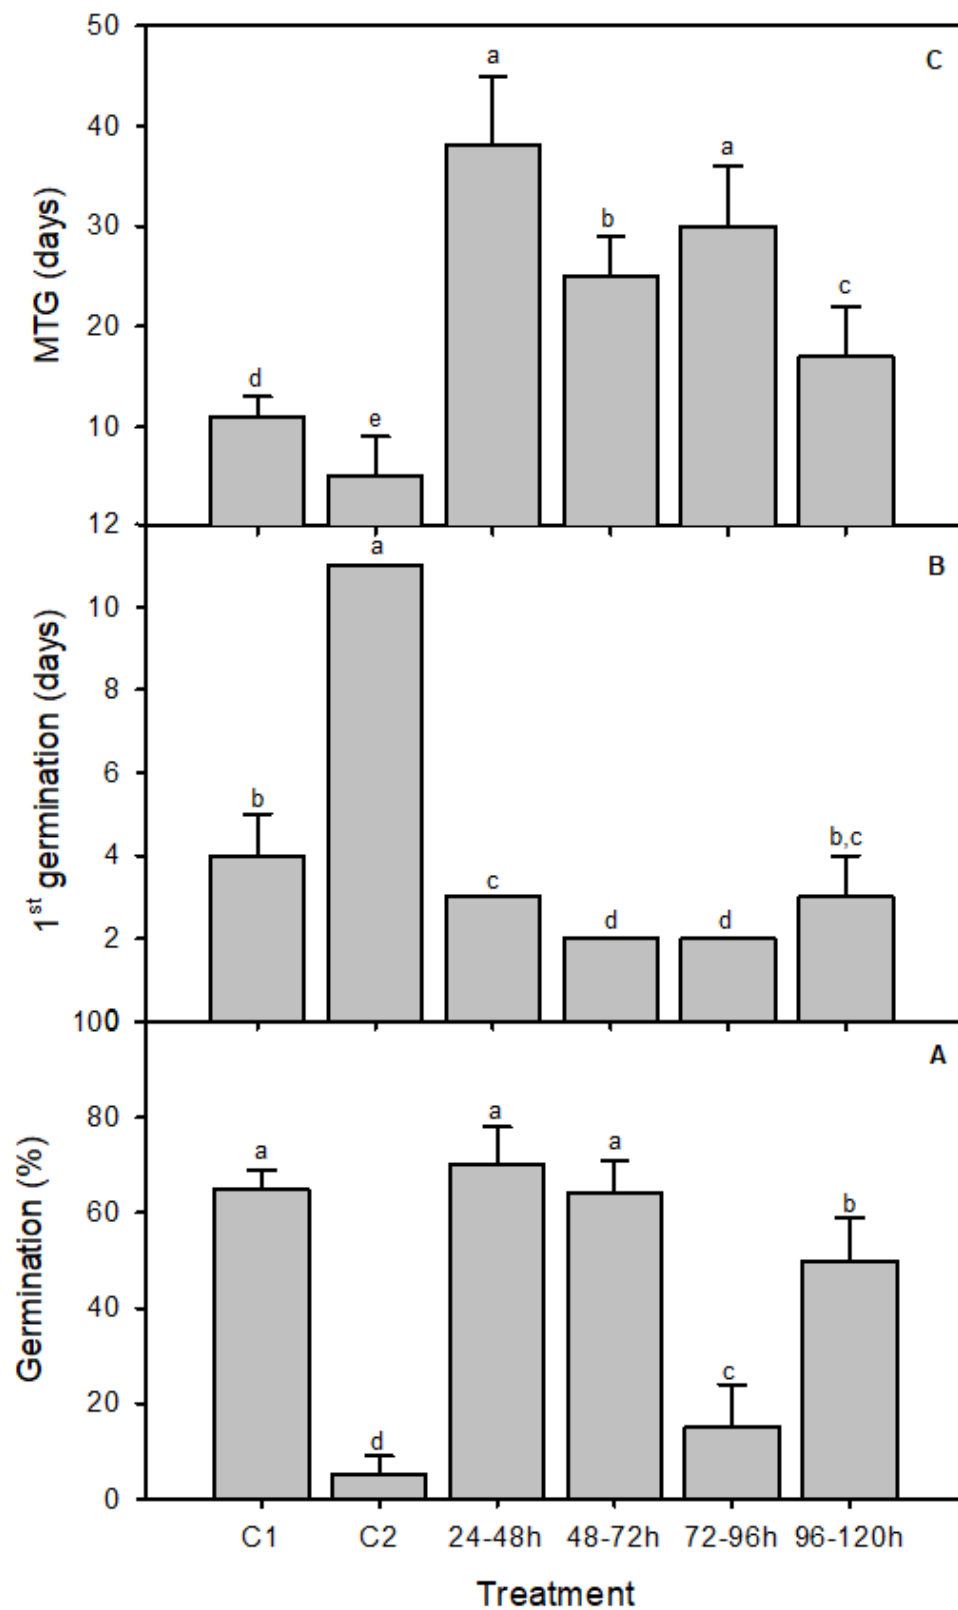 50
C
a
40
a
MTG (days)
30
b
c
20
d
10
e
12
a
B
10
1st germination (days)
8
6
b
b,c
4
c
d
d
2
0
100
A
a
80
a
a
Germination (%)
60
b
40
20
c
d
0
C1 C2 24-48h 48-72h 72-96h 96-120h
Treatment